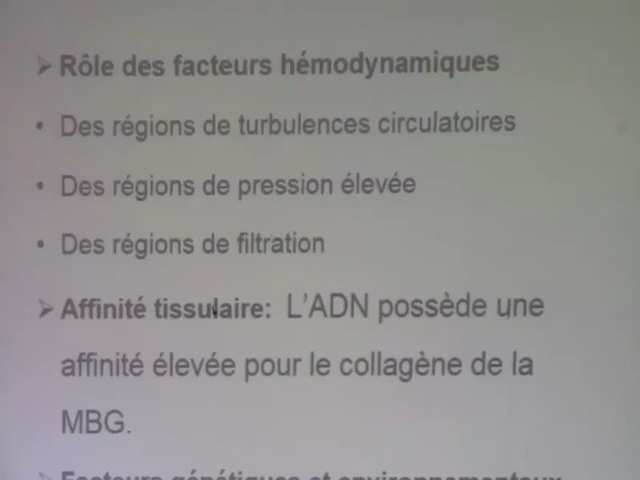 ➢ Rôle des facteurs hémodynamiques
• Des régions de turbulences circulatoires
• Des régions de pression élevée
• Des régions de filtration
➢ Affinité tissulaire: L'ADN possède une
affinité élevée pour le collagène de la
MBG.
➢ Facteurs génétiques et environnementaux